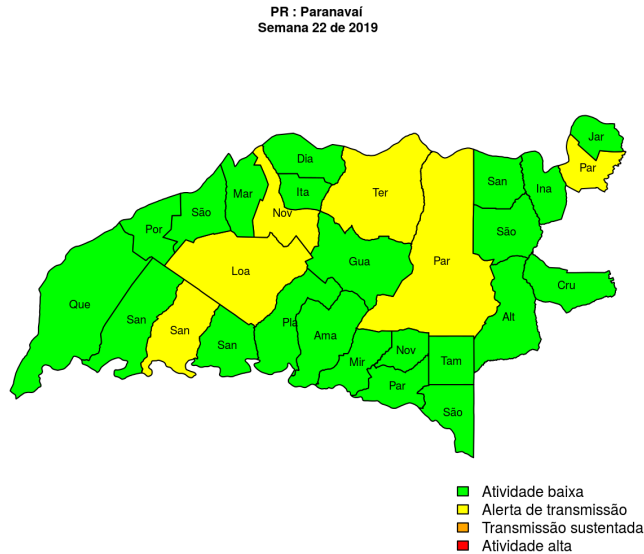 PR : Paranavaí
Semana 22 de 2019
Jar
Par
Dia
Ter
San
Ina
Mar
Ita
São
Nov
Por
São
Loa
Gua
Par
Cru
Que
San
San
San
Pla
Ama
Alt
Mir
Nov
Tam
Par
São
Atividade baixa
Alerta de transmissão
Transmissão sustentada
Atividade alta